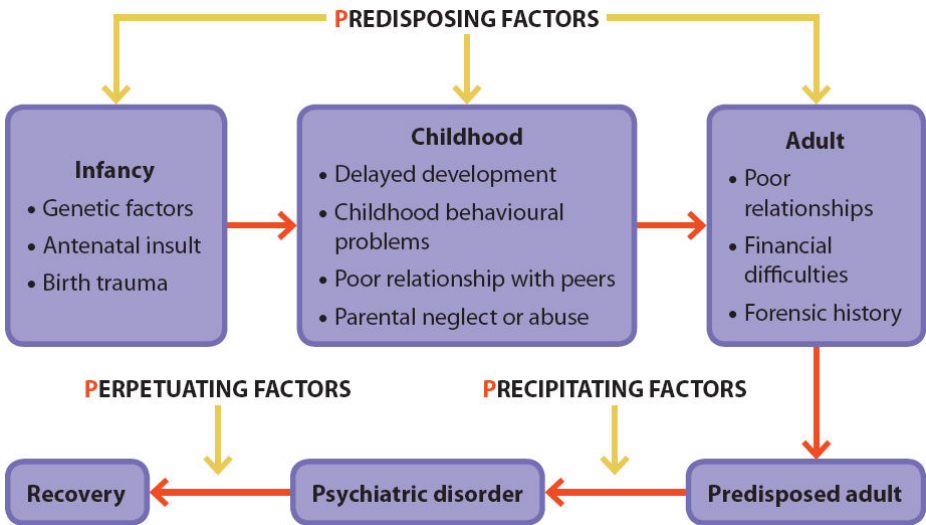 PREDISPOSING FACTORS
Infancy
• Genetic factors
• Antenatal insult
• Birth trauma
Childhood
• Delayed development
• Childhood behavioural
problems
• Poor relationship with peers
• Parental neglect or abuse
Adult
• Poor
relationships
• Financial
difficulties
• Forensic history
PERPETUATING FACTORS
PRECIPITATING FACTORS
Recovery
Psychiatric disorder
Predisposed adult